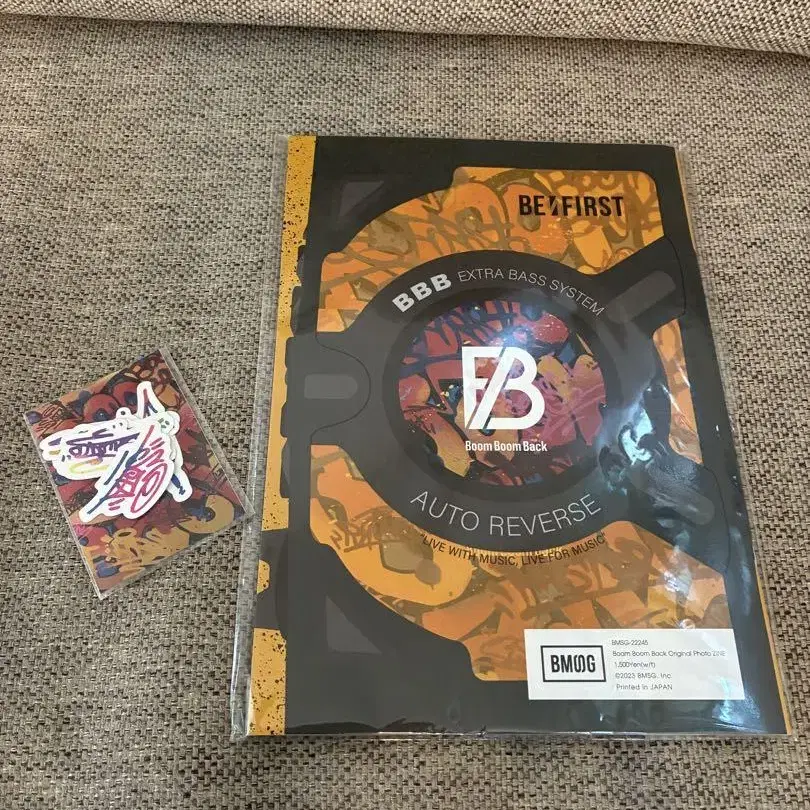 BE:FIRST
BBB EXTRA BASS SYSTEM
Boom Boom Back
AUTO REVERSE
"LIVE WITH MUSIC, LIVE FOR MUSIC"
BMSG
BMSG-22245
Boom Boom Back Original Photo ZINE
1,500Yen(w/t)
©2023 BMSG, Inc
Printed in JAPAN